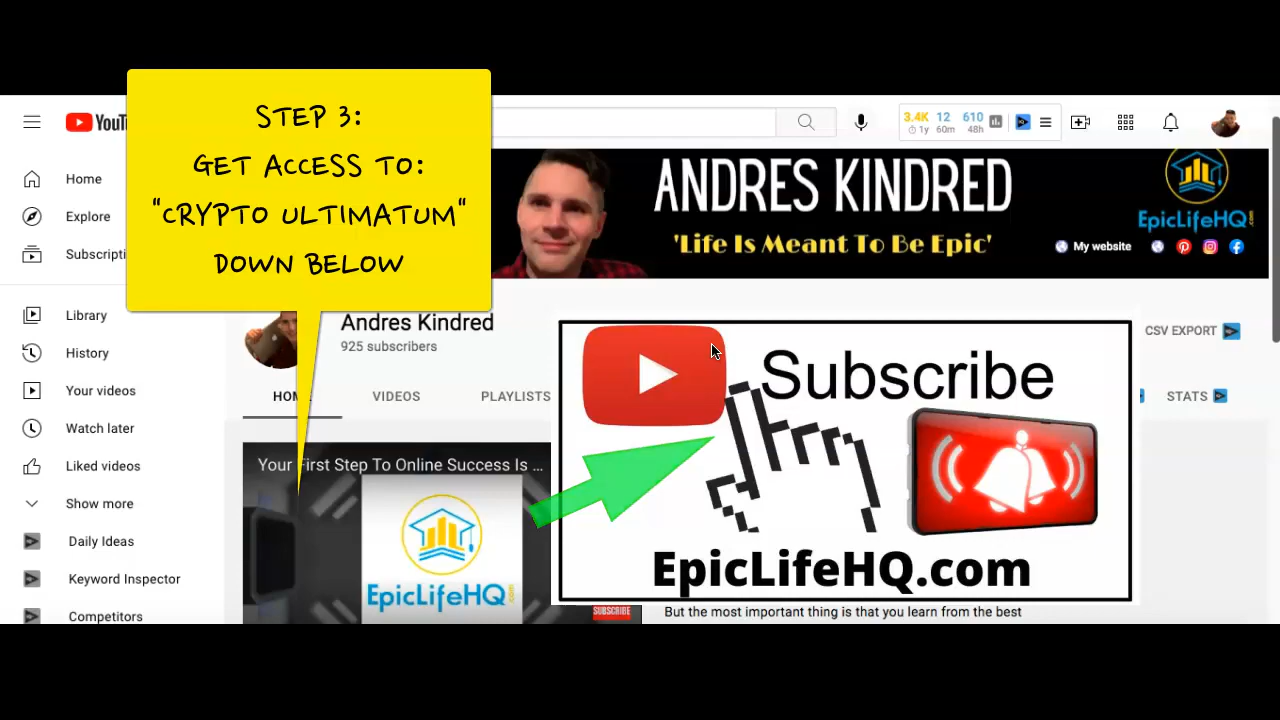 STEP 3:
GET ACCESS TO:
"CRYPTO ULTIMATUM"
DOWN BELOW
3.4K 12 610
1y 60m 48h
Home
Explore
ANDRES KINDRED
'Life Is Meant To Be Epic'
EpicLifeHQ.com
My website
Library
History
Your videos
Watch later
Liked videos
Show more
Daily Ideas
Keyword Inspector
Competitors
Andres Kindred
925 subscribers
CSV EXPORT
VIDEOS
PLAYLISTS
STATS
Your First Step To Online Success Is ...
EpicLifeHQ.com
SUBSCRIBE
Subscribe
EpicLifeHQ.com
But the most important thing is that you learn from the best